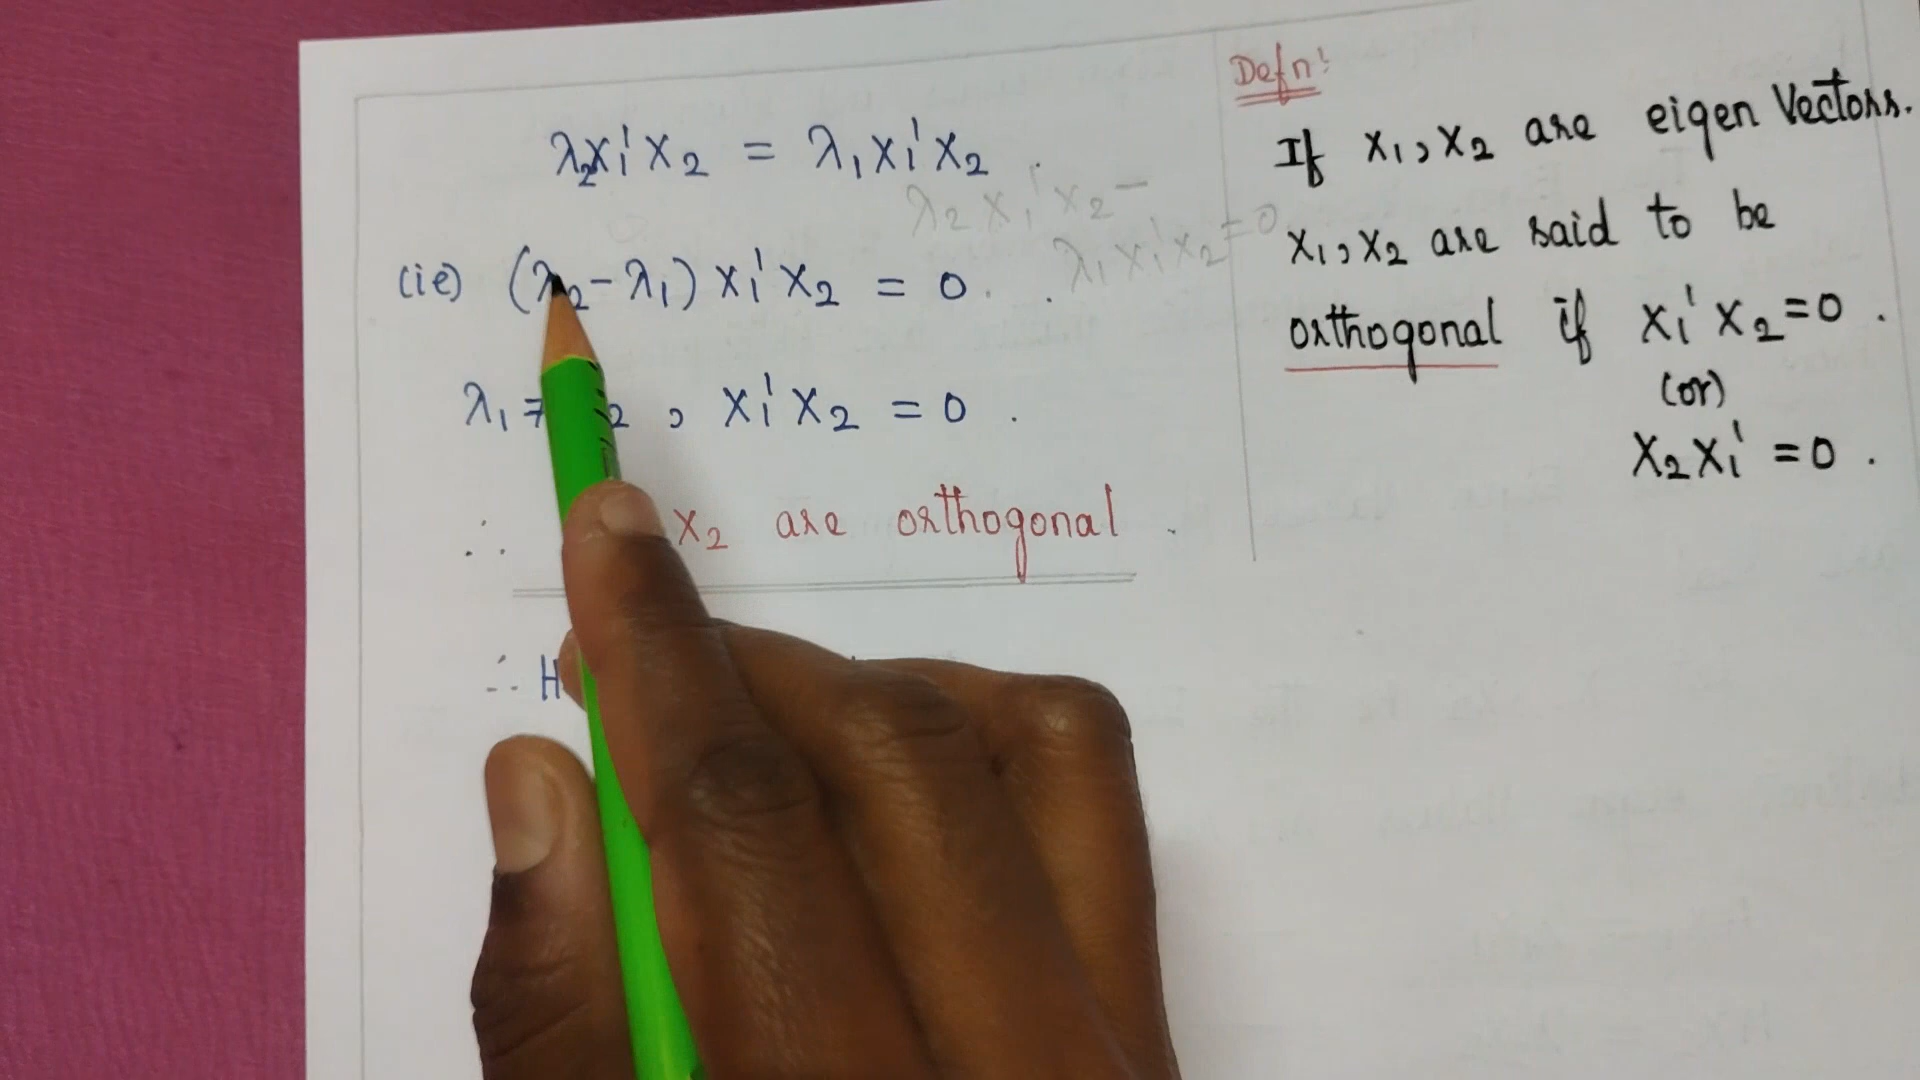 λ₂x₁'x₂ = λ₁x₁'x₂
λ₂x₁'x₂ −
λ₁x₁'x₂ = 0
(ie) (λ₂ − λ₁) x₁'x₂ = 0
λ₁ ≠ λ₂ , x₁'x₂ = 0 .
∴ x₂ are orthogonal .
∴ H
Defn:
If x₁, x₂ are eigen Vectors.
x₁, x₂ are said to be
orthogonal if x₁'x₂ = 0 .
(or)
x₂x₁' = 0 .